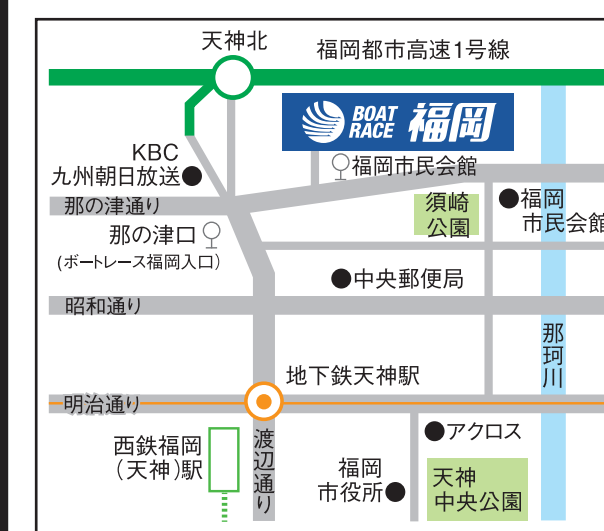 天神北
福岡都市高速1号線
BOAT
RACE 福岡
KBC
九州朝日放送
福岡市民会館
那の津通り
須崎
公園
福岡
市民会館
那の津口
(ボートレース福岡入口)
中央郵便局
昭和通り
那珂川
地下鉄天神駅
明治通り
西鉄福岡
(天神)駅
渡辺通り
アクロス
福岡
市役所
天神
中央公園